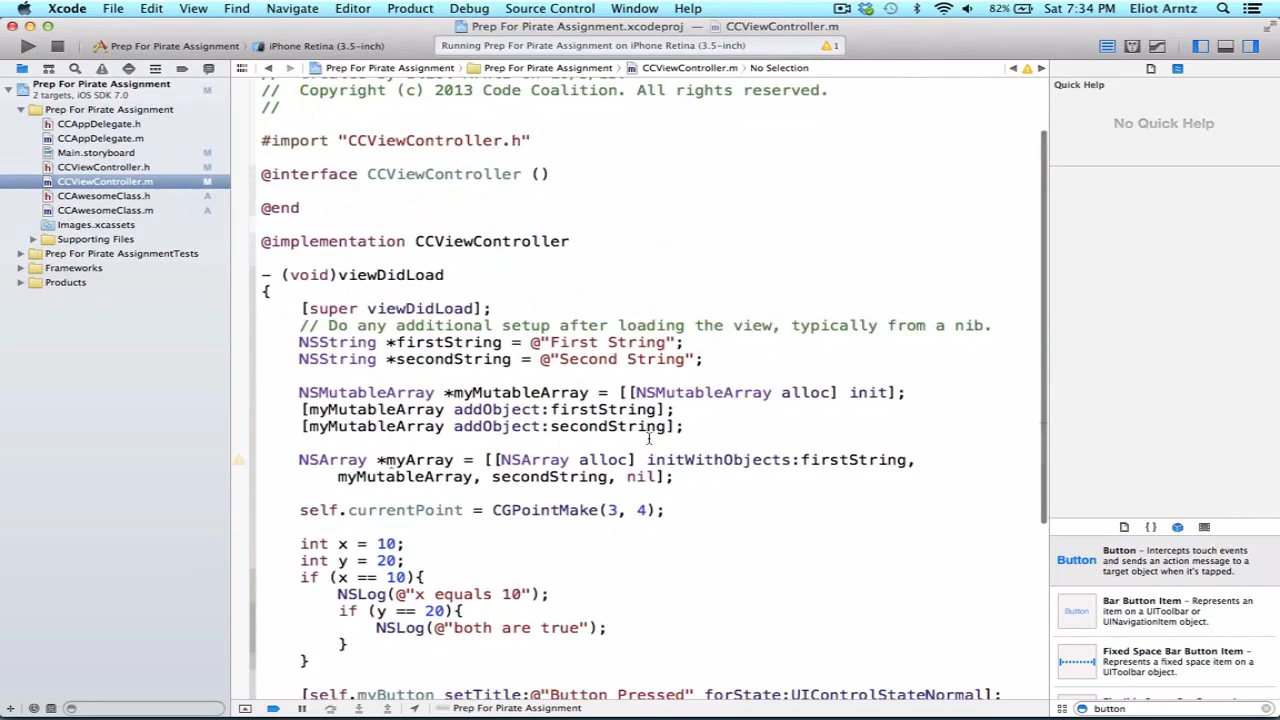 Xcode File Edit View Find Navigate Editor Product Debug Source Control Window Help 82% Sat 7:34 PM Eliot Arntz
Prep For Pirate Assignment.xcodeproj — CCViewController.m
Prep For Pirate Assignment iPhone Retina (3.5-inch) Running Prep For Pirate Assignment on iPhone Retina (3.5-inch) 1
Prep For Pirate Assignment Prep For Pirate Assignment CCViewController.m No Selection
Prep For Pirate Assignment M
2 targets, iOS SDK 7.0
Prep For Pirate Assignment
CCAppDelegate.h
CCAppDelegate.m
Main.storyboard M
CCViewController.h M
CCViewController.m M
CCAwesomeClass.h A
CCAwesomeClass.m A
Images.xcassets
Supporting Files
Prep For Pirate AssignmentTests
Frameworks
Products
// Copyright (c) 2013 Code Coalition. All rights reserved.
//
#import "CCViewController.h"
@interface CCViewController ()
@end
@implementation CCViewController
- (void)viewDidLoad
{
[super viewDidLoad];
// Do any additional setup after loading the view, typically from a nib.
NSString *firstString = @"First String";
NSString *secondString = @"Second String";
NSMutableArray *myMutableArray = [[NSMutableArray alloc] init];
[myMutableArray addObject:firstString];
[myMutableArray addObject:secondString];
NSArray *myArray = [[NSArray alloc] initWithObjects:firstString,
myMutableArray, secondString, nil];
self.currentPoint = CGPointMake(3, 4);
int x = 10;
int y = 20;
if (x == 10){
NSLog(@"x equals 10");
if (y == 20){
NSLog(@"both are true");
}
}
[self.myButton setTitle:@"Button Pressed" forState:UIControlStateNormal];
Prep For Pirate Assignment
Quick Help
No Quick Help
Button
Button – Intercepts touch events
and sends an action message to a
target object when it's tapped.
Button
Bar Button Item – Represents an
item on a UIToolbar or
UINavigationItem object.
Fixed Space Bar Button Item –
Represents a fixed space item on a
UIToolbar object.
button